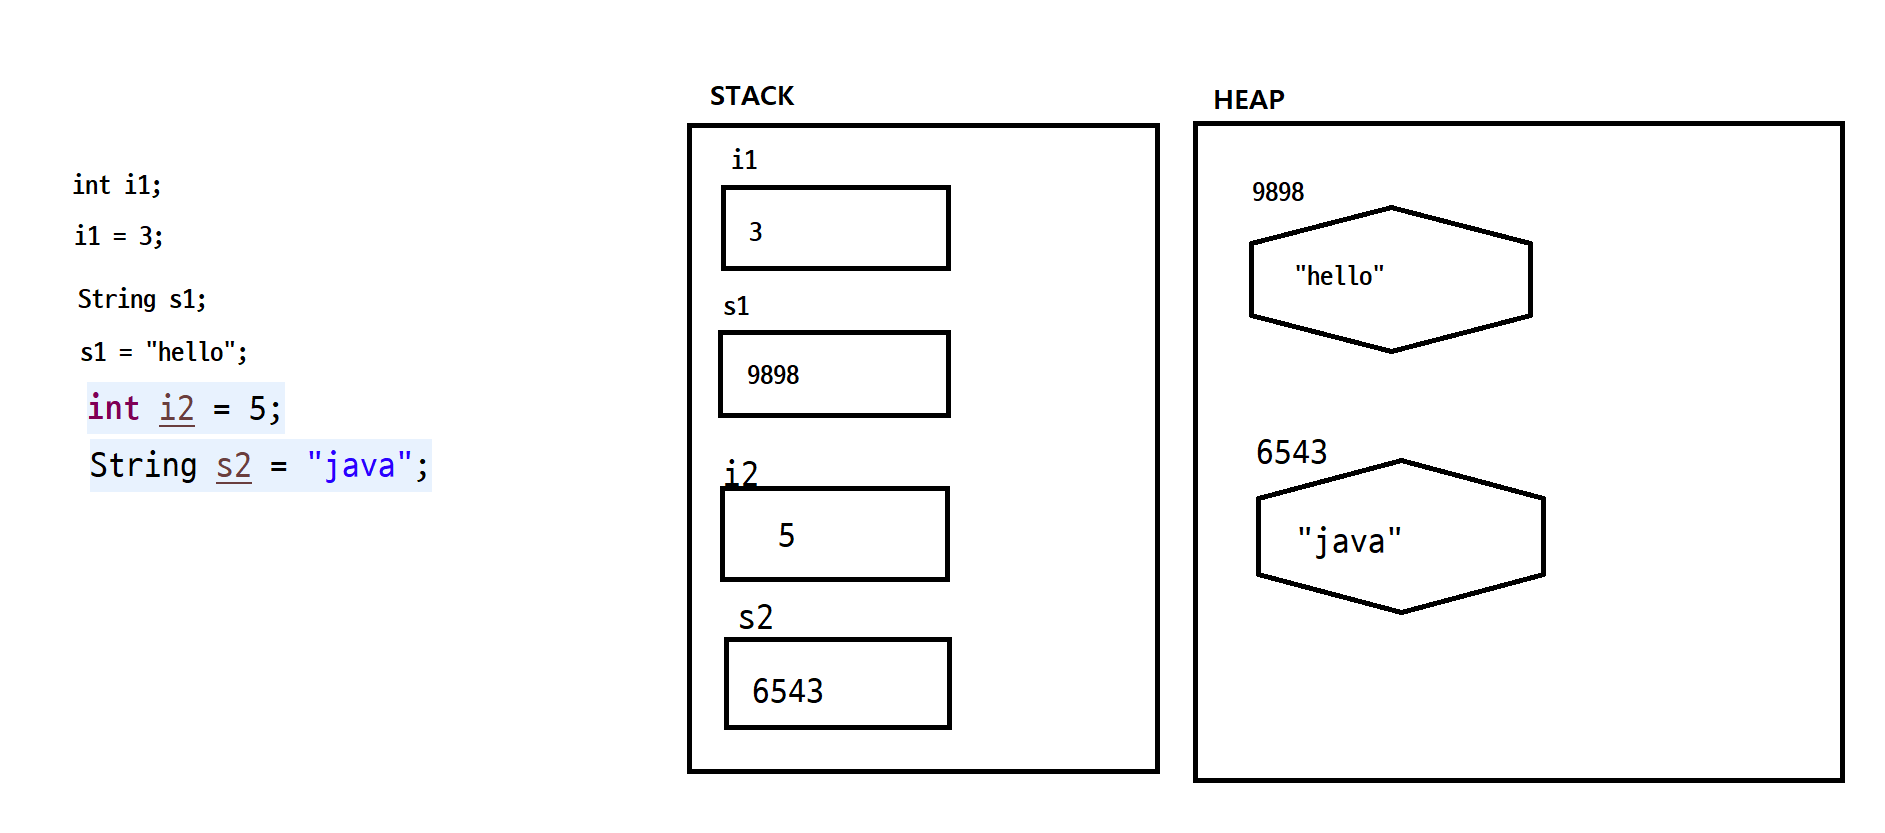 int i1;
i1 = 3;
String s1;
s1 = "hello";
int i2 = 5;
String s2 = "java";
STACK
i1
3
s1
9898
i2
5
s2
6543
HEAP
9898
"hello"
6543
"java"